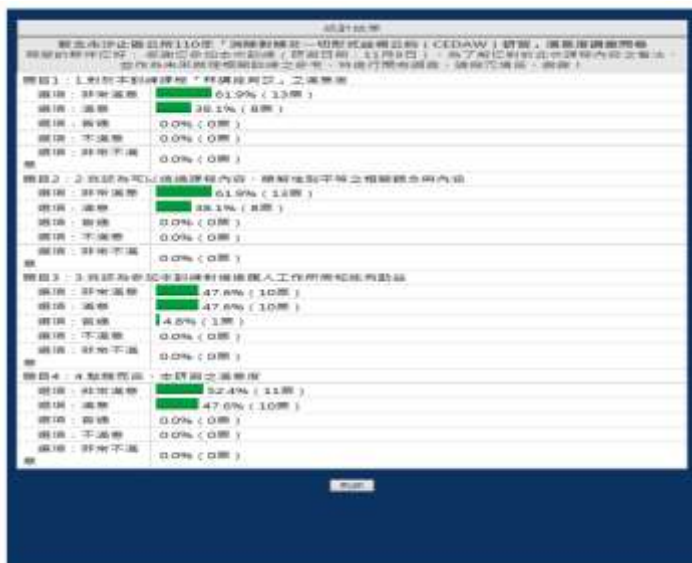 統計結果
新北市汐止區公所110年「消除對婦女一切形式歧視公約(CEDAW)研習」滿意度調查問卷
題目1:1.對於本訓練課程「       」之滿意度
選項:非常滿意 61.9%(13票)
選項:滿意 38.1%(8票)
選項:普通 0.0%(0票)
選項:不滿意 0.0%(0票)
選項:非常不滿意 0.0%(0票)
題目2:2.我認為可以透過課程內容,瞭解性別平等之相關觀念與內容
選項:非常滿意 61.9%(13票)
選項:滿意 38.1%(8票)
選項:普通 0.0%(0票)
選項:不滿意 0.0%(0票)
選項:非常不滿意 0.0%(0票)
題目3:3.我認為參加本訓練對增進個人工作所需知能有助益
選項:非常滿意 47.6%(10票)
選項:滿意 47.6%(10票)
選項:普通 4.8%(1票)
選項:不滿意 0.0%(0票)
選項:非常不滿意 0.0%(0票)
題目4:4.整體而言,本研習之滿意度
選項:非常滿意 52.4%(11票)
選項:滿意 47.6%(10票)
選項:普通 0.0%(0票)
選項:不滿意 0.0%(0票)
選項:非常不滿意 0.0%(0票)